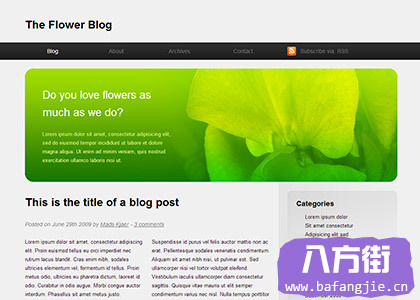 The Flower Blog
Blog About Archives Contact Subscribe via RSS
Do you love flowers as
much as we do?
Lorem ipsum dolor sit amet, consectetur adipisicing elit,
sed do eiusmod tempor incididunt ut labore et dolore
magna aliqua. Ut enim ad minim veniam, quis nostrud
exercitation ullamco laboris nisi ut.
This is the title of a blog post
Posted on June 29th 2009 by Mads Kjaer - 3 comments
Lorem ipsum dolor sit amet, consectetur
adipiscing elit. Proin euismod
tellus eu orci imperdiet nec
rutrum lacus blandit. Cras enim nibh, sodales
ultricies elementum vel, fermentum id tellus. Proin
metus odio, ultricies eu pharetra dictum, laoreet id
odio. Curabitur in odio augue. Morbi congue auctor
interdum. Phasellus sit amet metus justo
Suspendisse id purus vel felis auctor mattis non ac
erat. Pellentesque sodales venenatis condimentum.
Aliquam sit amet nibh nisi, ut pulvinar est. Sed
ullamcorper nisi vel tortor volutpat eleifend.
Vestibulum iaculis ullamcorper diam consectetur
sagittis. Quisque vitae mauris ut elit semper
condimentum varius nec nisl. Nulla tempus
Categories
Lorem ipsum dolor
Sit amet consectetur
Adipisicing elit sed
八方街
www.bafangjie.cn